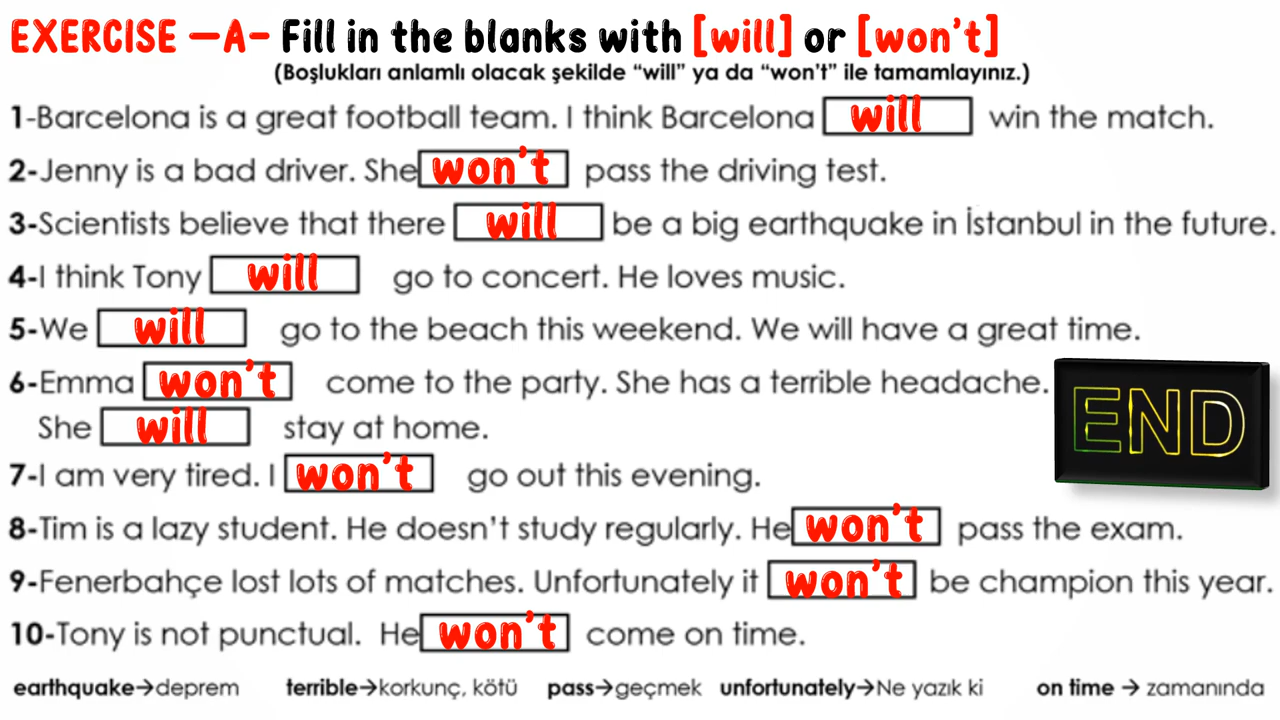 EXERCISE –A- Fill in the blanks with [will] or [won't]
(Boşlukları anlamlı olacak şekilde “will” ya da “won't” ile tamamlayınız.)
1-Barcelona is a great football team. I think Barcelona will win the match.
2-Jenny is a bad driver. She won't pass the driving test.
3-Scientists believe that there will be a big earthquake in İstanbul in the future.
4-I think Tony will go to concert. He loves music.
5-We will go to the beach this weekend. We will have a great time.
6-Emma won't come to the party. She has a terrible headache.
She will stay at home.
END
7-I am very tired. I won't go out this evening.
8-Tim is a lazy student. He doesn't study regularly. He won't pass the exam.
9-Fenerbahçe lost lots of matches. Unfortunately it won't be champion this year.
10-Tony is not punctual. He won't come on time.
earthquake→deprem terrible→korkunç, kötü pass→geçmek unfortunately→Ne yazık ki on time → zamanında